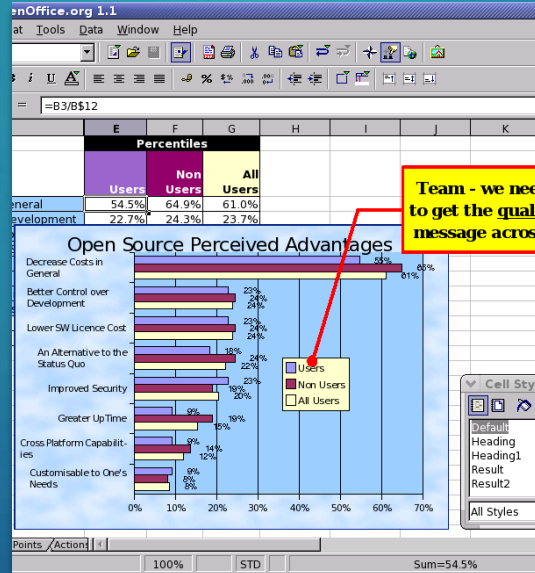 enOffice.org 1.1
at Tools Data Window Help
B i U A
=B3/B$12
E F G H I J K
Percentiles
Users Non Users All Users
eneral 54.5% 64.9% 61.0%
evelopment 22.7% 24.3% 23.7%
Team - we nee
to get the qual
message acros
Open Source Perceived Advantages
Decrease Costs in
General
55%
65%
61%
Better Control over
Development
23%
24%
24%
Lower SW Licence Cost
23%
24%
24%
An Alternative to the
Status Quo
18%
24%
22%
Improved Security
23%
19%
20%
Greater Up Time
9%
19%
15%
Cross Platform Capabilit-
ies
9%
14%
12%
Customisable to One's
Needs
9%
8%
8%
Users
Non Users
All Users
0% 10% 20% 30% 40% 50% 60% 70%
Cell Sty
Default
Heading
Heading1
Result
Result2
All Styles
Points Actions
100% STD Sum=54.5%